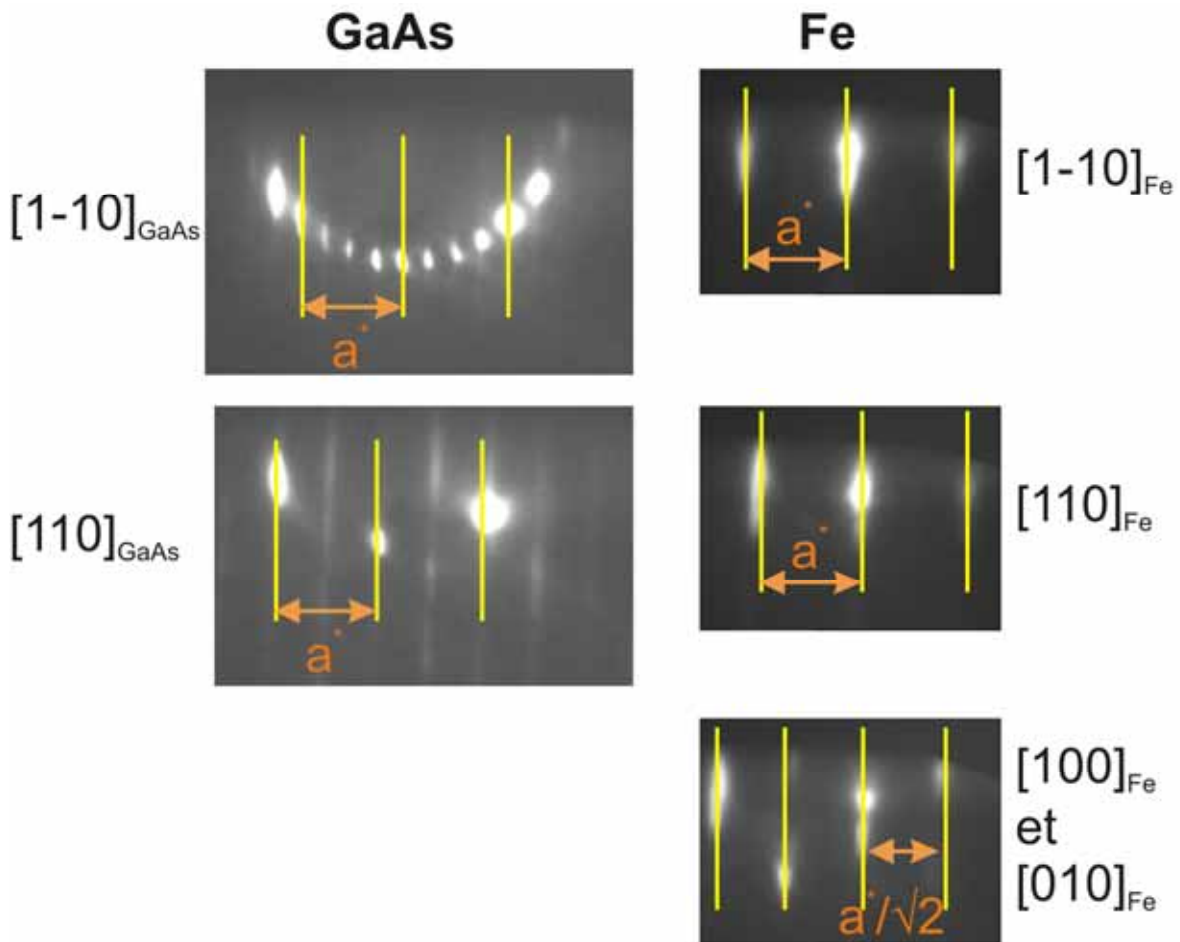 GaAs
Fe
[1-10]GaAs
a*
a*
[1-10]Fe
[110]GaAs
a*
a*
[110]Fe
a*/√2
[100]Fe
et
[010]Fe